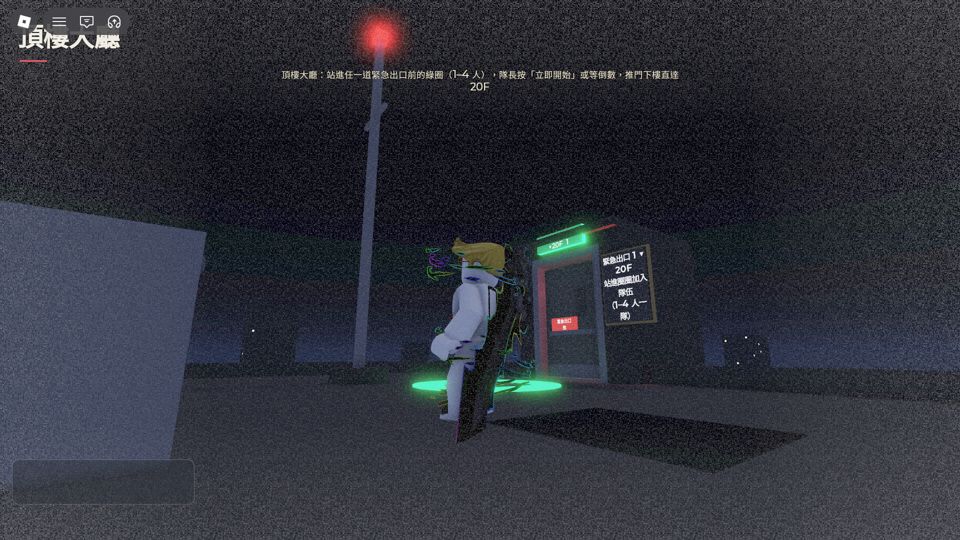 頂樓大廳
頂樓大廳：站進任一道緊急出口前的綠圈（1–4 人），隊長按「立即開始」或等倒數，推門下樓直達
20F
緊急出口 1 ▼
20F
站進圈圈加入
隊伍
（1–4 人一
隊）